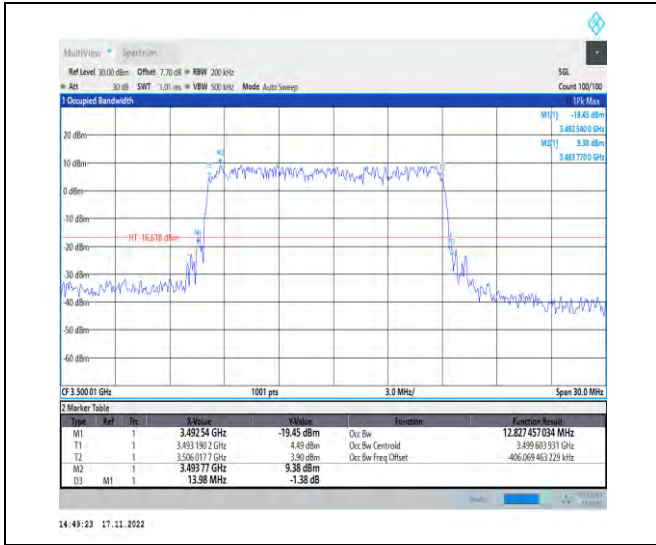 MultiView Spectrum
Ref Level 30.00 dBm Offset 7.70 dB RBW 200 kHz SGL
Att 30 dB SWT 1.01 ms VBW 500 kHz Mode Auto Sweep Count 100/100
1 Occupied Bandwidth 1Pk Max
M1[1] -19.45 dBm
3.492 540 0 GHz
M2[1] 9.38 dBm
3.493 770 0 GHz
20 dBm
M2
10 dBm
0 dBm
-10 dBm
H1 -16.618 dBm
-20 dBm
-30 dBm
-40 dBm
-50 dBm
-60 dBm
CF 3.500 01 GHz 1001 pts 3.0 MHz/ Span 30.0 MHz
2 Marker Table
Type Ref Trc X-Value Y-Value Function Function Result
M1 1 3.492 54 GHz -19.45 dBm Occ Bw 12.827 457 034 MHz
T1 1 3.493 190 2 GHz 4.49 dBm Occ Bw Centroid 3.499 603 931 GHz
T2 1 3.506 017 7 GHz 3.90 dBm Occ Bw Freq Offset -406.069 463 229 kHz
M2 1 3.493 77 GHz 9.38 dBm
D3 M1 1 13.98 MHz -1.38 dB
14:49:23 17.11.2022